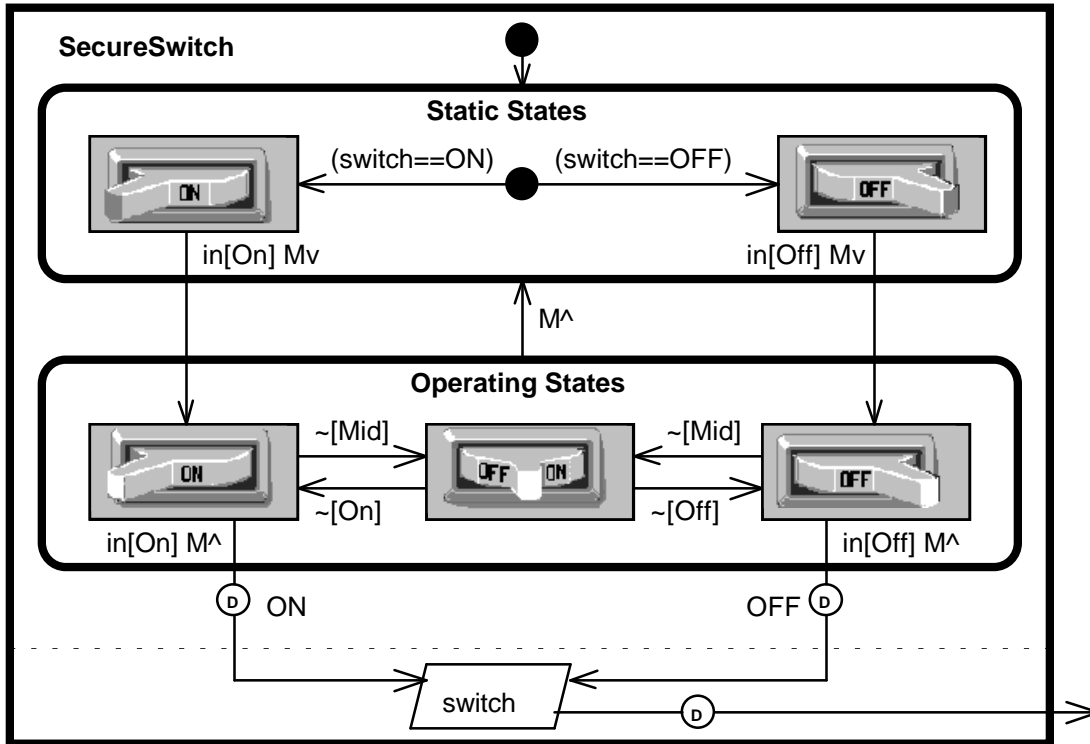 SecureSwitch
Static States
(switch==ON) (switch==OFF)
ON
OFF
in[On] Mv
in[Off] Mv
M^
Operating States
~[Mid]
~[Mid]
ON
OFF ON
OFF
~[On]
~[Off]
in[On] M^
in[Off] M^
D ON
OFF D
switch
D